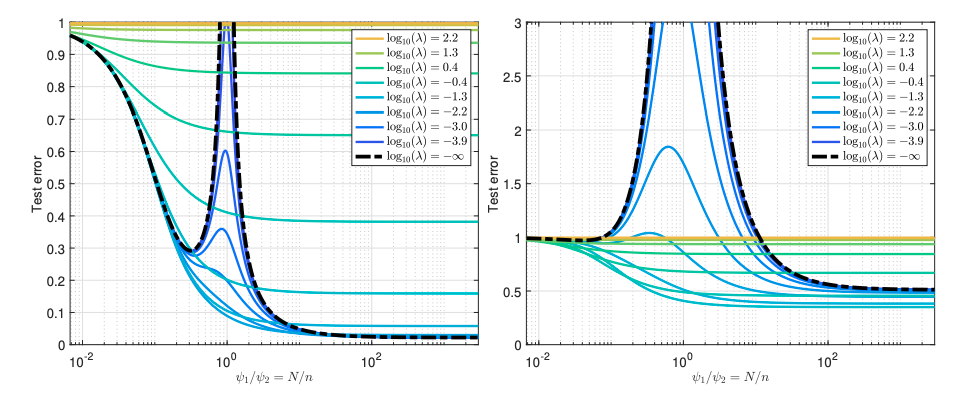 Test error
1
0.9
0.8
0.7
0.6
0.5
0.4
0.3
0.2
0.1
0
10^-2
10^0
10^2
ψ₁/ψ₂ = N/n
log₁₀(λ) = 2.2
log₁₀(λ) = 1.3
log₁₀(λ) = 0.4
log₁₀(λ) = −0.4
log₁₀(λ) = −1.3
log₁₀(λ) = −2.2
log₁₀(λ) = −3.0
log₁₀(λ) = −3.9
log₁₀(λ) = −∞
Test error
3
2.5
2
1.5
1
0.5
0
10^-2
10^0
10^2
ψ₁/ψ₂ = N/n
log₁₀(λ) = 2.2
log₁₀(λ) = 1.3
log₁₀(λ) = 0.4
log₁₀(λ) = −0.4
log₁₀(λ) = −1.3
log₁₀(λ) = −2.2
log₁₀(λ) = −3.0
log₁₀(λ) = −3.9
log₁₀(λ) = −∞